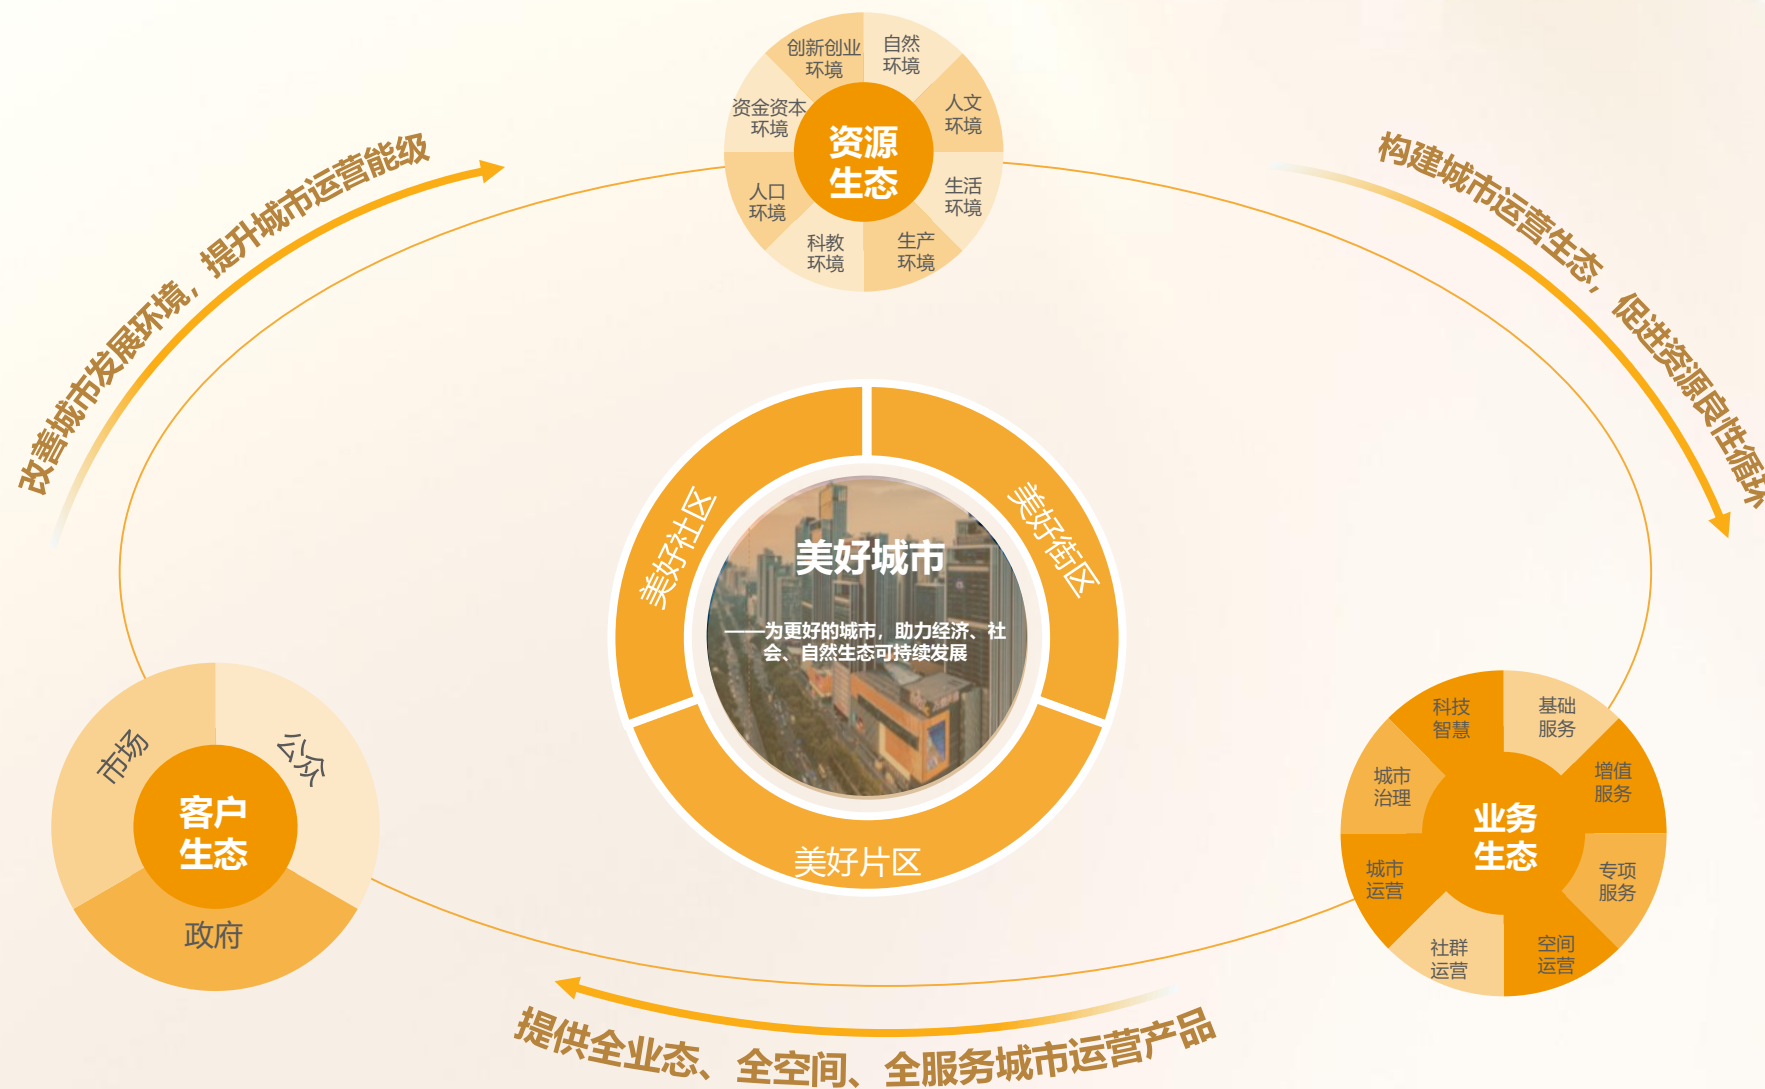 创新创业
环境
自然
环境
人文
环境
生活
环境
生产
环境
科教
环境
人口
环境
资金资本
环境
资源
生态
改善城市发展环境，提升城市运营能级
构建城市运营生态，促进资源良性循环
美好社区
美好街区
美好片区
美好城市
——为更好的城市，助力经济、社
会、自然生态可持续发展
市场
公众
政府
客户
生态
科技
智慧
基础
服务
增值
服务
专项
服务
空间
运营
社群
运营
城市
运营
城市
治理
业务
生态
提供全业态、全空间、全服务城市运营产品